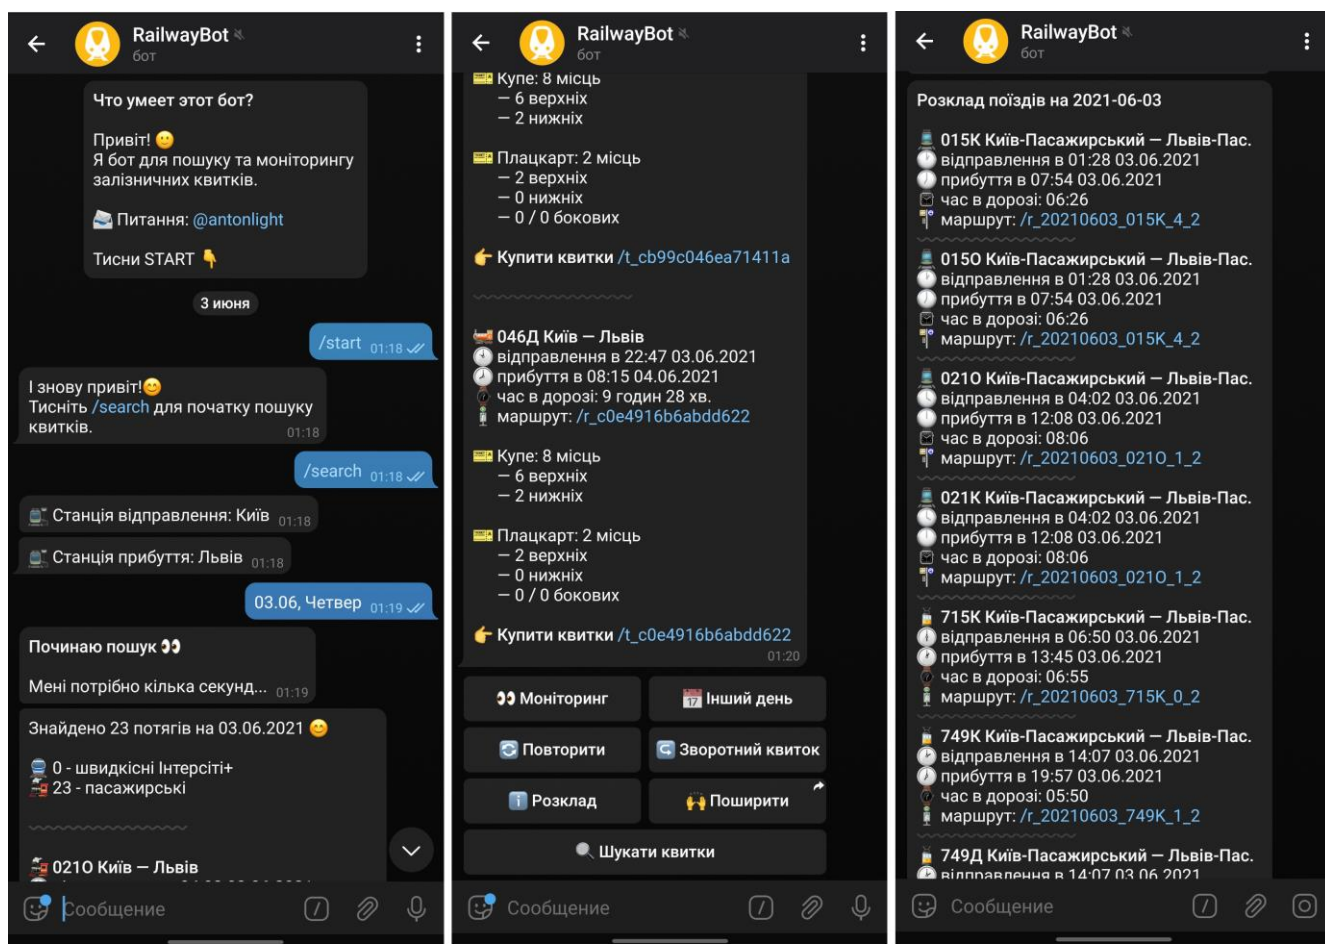 RailwayBot
бот
Что умеет этот бот?
Привіт! 🙂
Я бот для пошуку та моніторингу
залізничних квитків.
📨 Питання: @antonlight
Тисни START 👇
3 июня
/start 01:18
І знову привіт!😊
Тисніть /search для початку пошуку
квитків. 01:18
/search 01:18
Станція відправлення: Київ 01:18
Станція прибуття: Львів 01:18
03.06, Четвер 01:19
Починаю пошук 👀
Мені потрібно кілька секунд... 01:19
Знайдено 23 потягів на 03.06.2021 😊
0 - швидкісні Інтерсіті+
23 - пасажирські
021О Київ — Львів
Сообщение
RailwayBot
бот
Купе: 8 місць
— 6 верхніх
— 2 нижніх
Плацкарт: 2 місць
— 2 верхніх
— 0 нижніх
— 0 / 0 бокових
👉 Купити квитки /t_cb99c046ea71411a
046Д Київ — Львів
відправлення в 22:47 03.06.2021
прибуття в 08:15 04.06.2021
час в дорозі: 9 годин 28 хв.
маршрут: /r_c0e4916b6abdd622
Купе: 8 місць
— 6 верхніх
— 2 нижніх
Плацкарт: 2 місць
— 2 верхніх
— 0 нижніх
— 0 / 0 бокових
👉 Купити квитки /t_c0e4916b6abdd622
01:20
👀 Моніторинг
📅 Інший день
Повторити
Зворотний квиток
Розклад
🙌 Поширити
🔍 Шукати квитки
Сообщение
RailwayBot
бот
Розклад поїздів на 2021-06-03
015К Київ-Пасажирський — Львів-Пас.
відправлення в 01:28 03.06.2021
прибуття в 07:54 03.06.2021
час в дорозі: 06:26
маршрут: /r_20210603_015K_4_2
015О Київ-Пасажирський — Львів-Пас.
відправлення в 01:28 03.06.2021
прибуття в 07:54 03.06.2021
час в дорозі: 06:26
маршрут: /r_20210603_015K_4_2
021О Київ-Пасажирський — Львів-Пас.
відправлення в 04:02 03.06.2021
прибуття в 12:08 03.06.2021
час в дорозі: 08:06
маршрут: /r_20210603_021O_1_2
021К Київ-Пасажирський — Львів-Пас.
відправлення в 04:02 03.06.2021
прибуття в 12:08 03.06.2021
час в дорозі: 08:06
маршрут: /r_20210603_021O_1_2
715К Київ-Пасажирський — Львів-Пас.
відправлення в 06:50 03.06.2021
прибуття в 13:45 03.06.2021
час в дорозі: 06:55
маршрут: /r_20210603_715K_0_2
749К Київ-Пасажирський — Львів-Пас.
відправлення в 14:07 03.06.2021
прибуття в 19:57 03.06.2021
час в дорозі: 05:50
маршрут: /r_20210603_749K_1_2
749Д Київ-Пасажирський — Львів-Пас.
відправлення в 14:07 03.06.2021
Сообщение